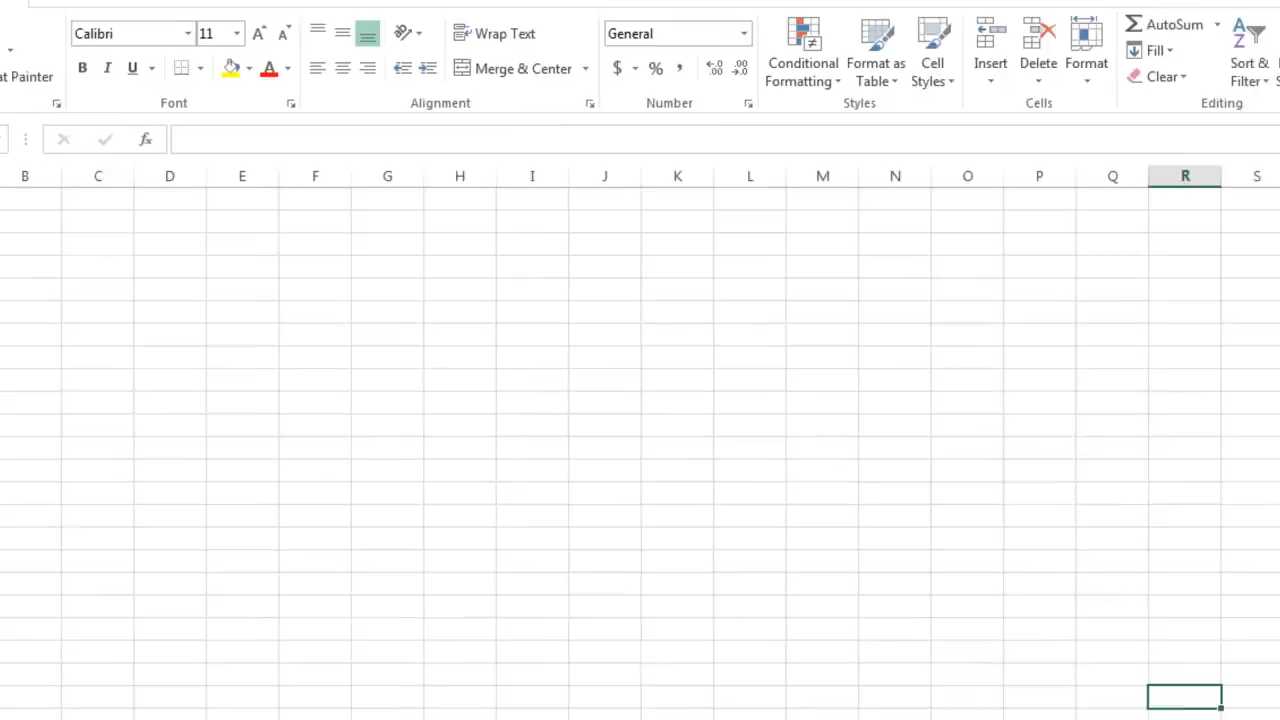 Calibri 11 Wrap Text General AutoSum
at Painter B I U Merge & Center $ % , Conditional Formatting Format as Table Cell Styles Insert Delete Format Fill Clear Sort & Filter
Font Alignment Number Styles Cells Editing
fx
B C D E F G H I J K L M N O P Q R S